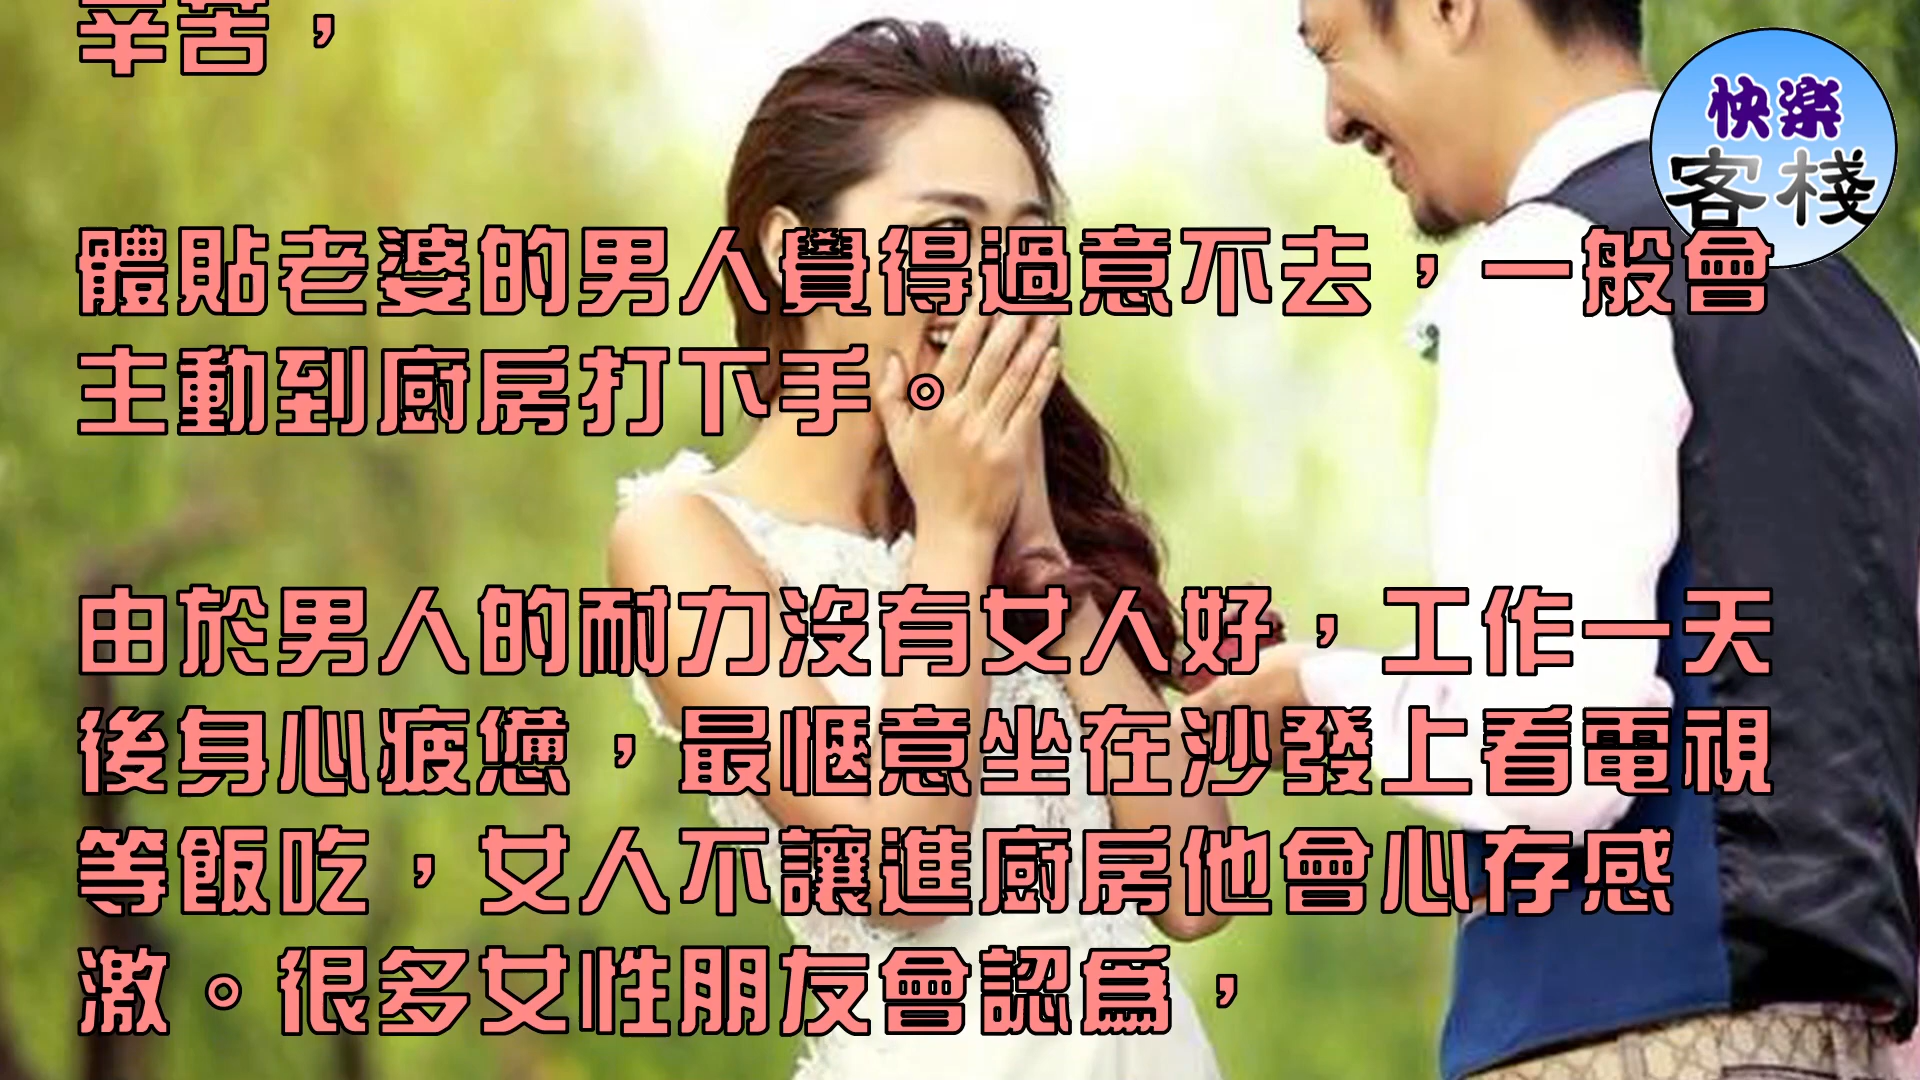 辛苦，
快樂
客棧
體貼老婆的男人覺得過意不去，一般會
主動到廚房打下手。
由於男人的耐力沒有女人好，工作一天
後身心疲憊，最愜意坐在沙發上看電視
等飯吃，女人不讓進廚房他會心存感
激。很多女性朋友會認爲，